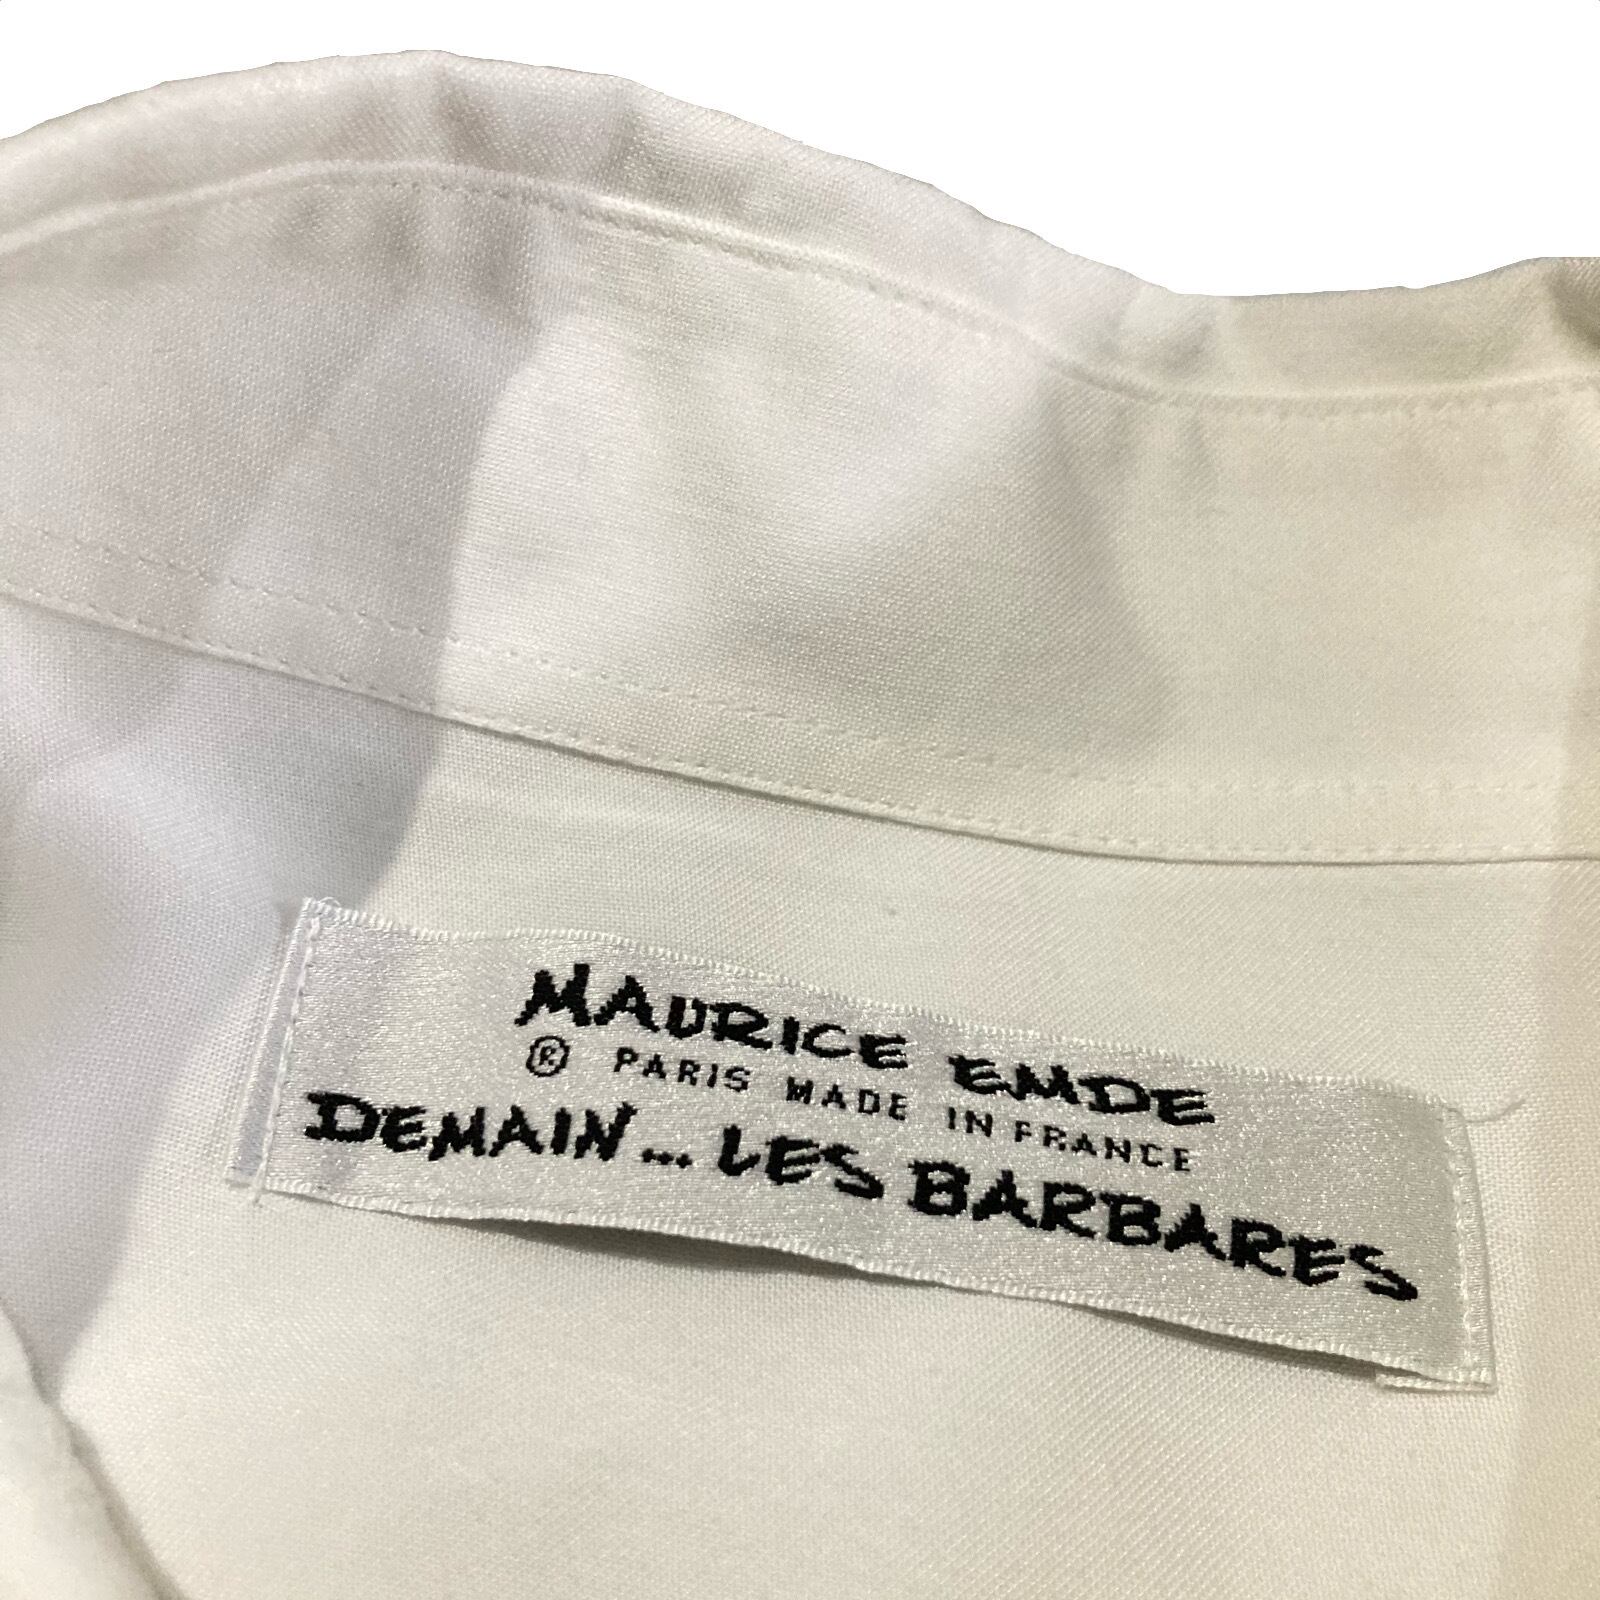 MAURICE EMDE
® PARIS MADE IN FRANCE
DEMAIN... LES BARBARES